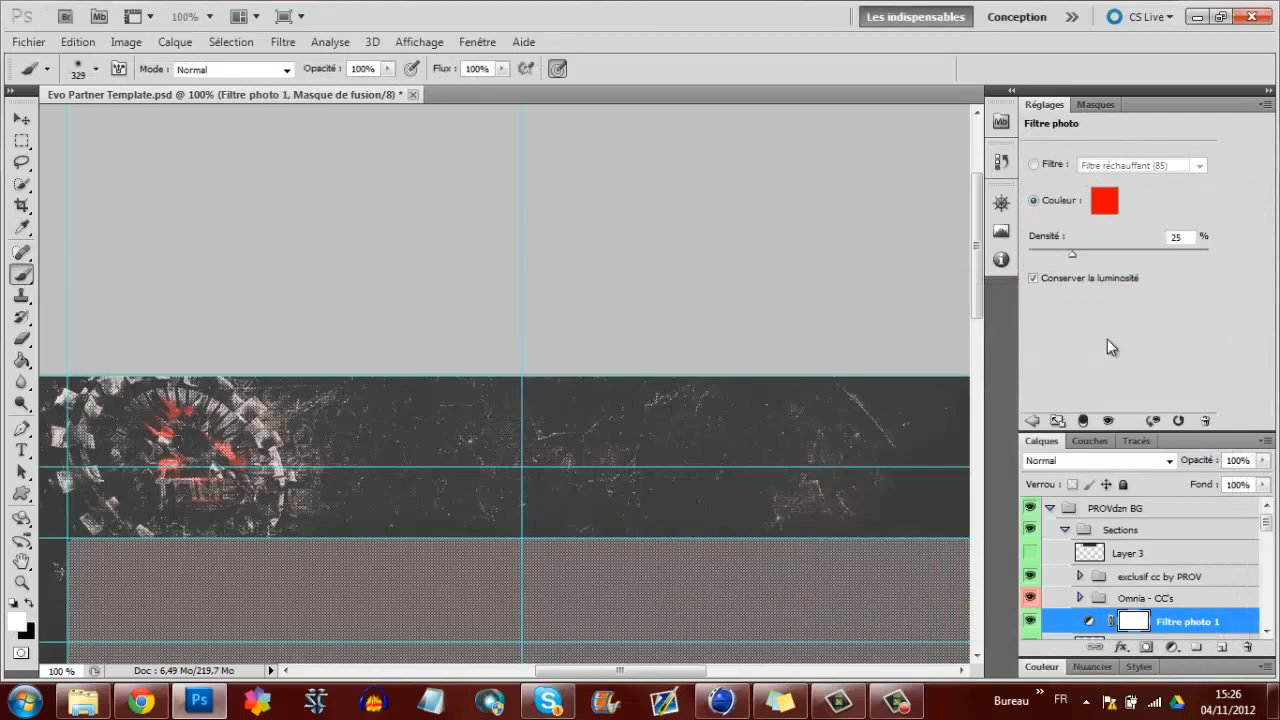 Ps Br Mb 100% Les indispensables Conception CS Live
Fichier Edition Image Calque Sélection Filtre Analyse 3D Affichage Fenêtre Aide
329 Mode : Normal Opacité : 100% Flux : 100%
Evo Partner Template.psd @ 100% (Filtre photo 1, Masque de fusion/8) *
Réglages Masques
Filtre photo
Filtre : Filtre réchauffant (85)
Couleur :
Densité : 25 %
Conserver la luminosité
Calques Couches Tracés
Normal Opacité : 100%
Verrou : Fond : 100%
PROVdzn BG
Sections
Layer 3
exclusif cc by PROV
Omnia - CC's
Filtre photo 1
100 % Doc : 6,49 Mo/219,7 Mo
Couleur Nuancier Styles
Ps Bureau FR 15:26
04/11/2012